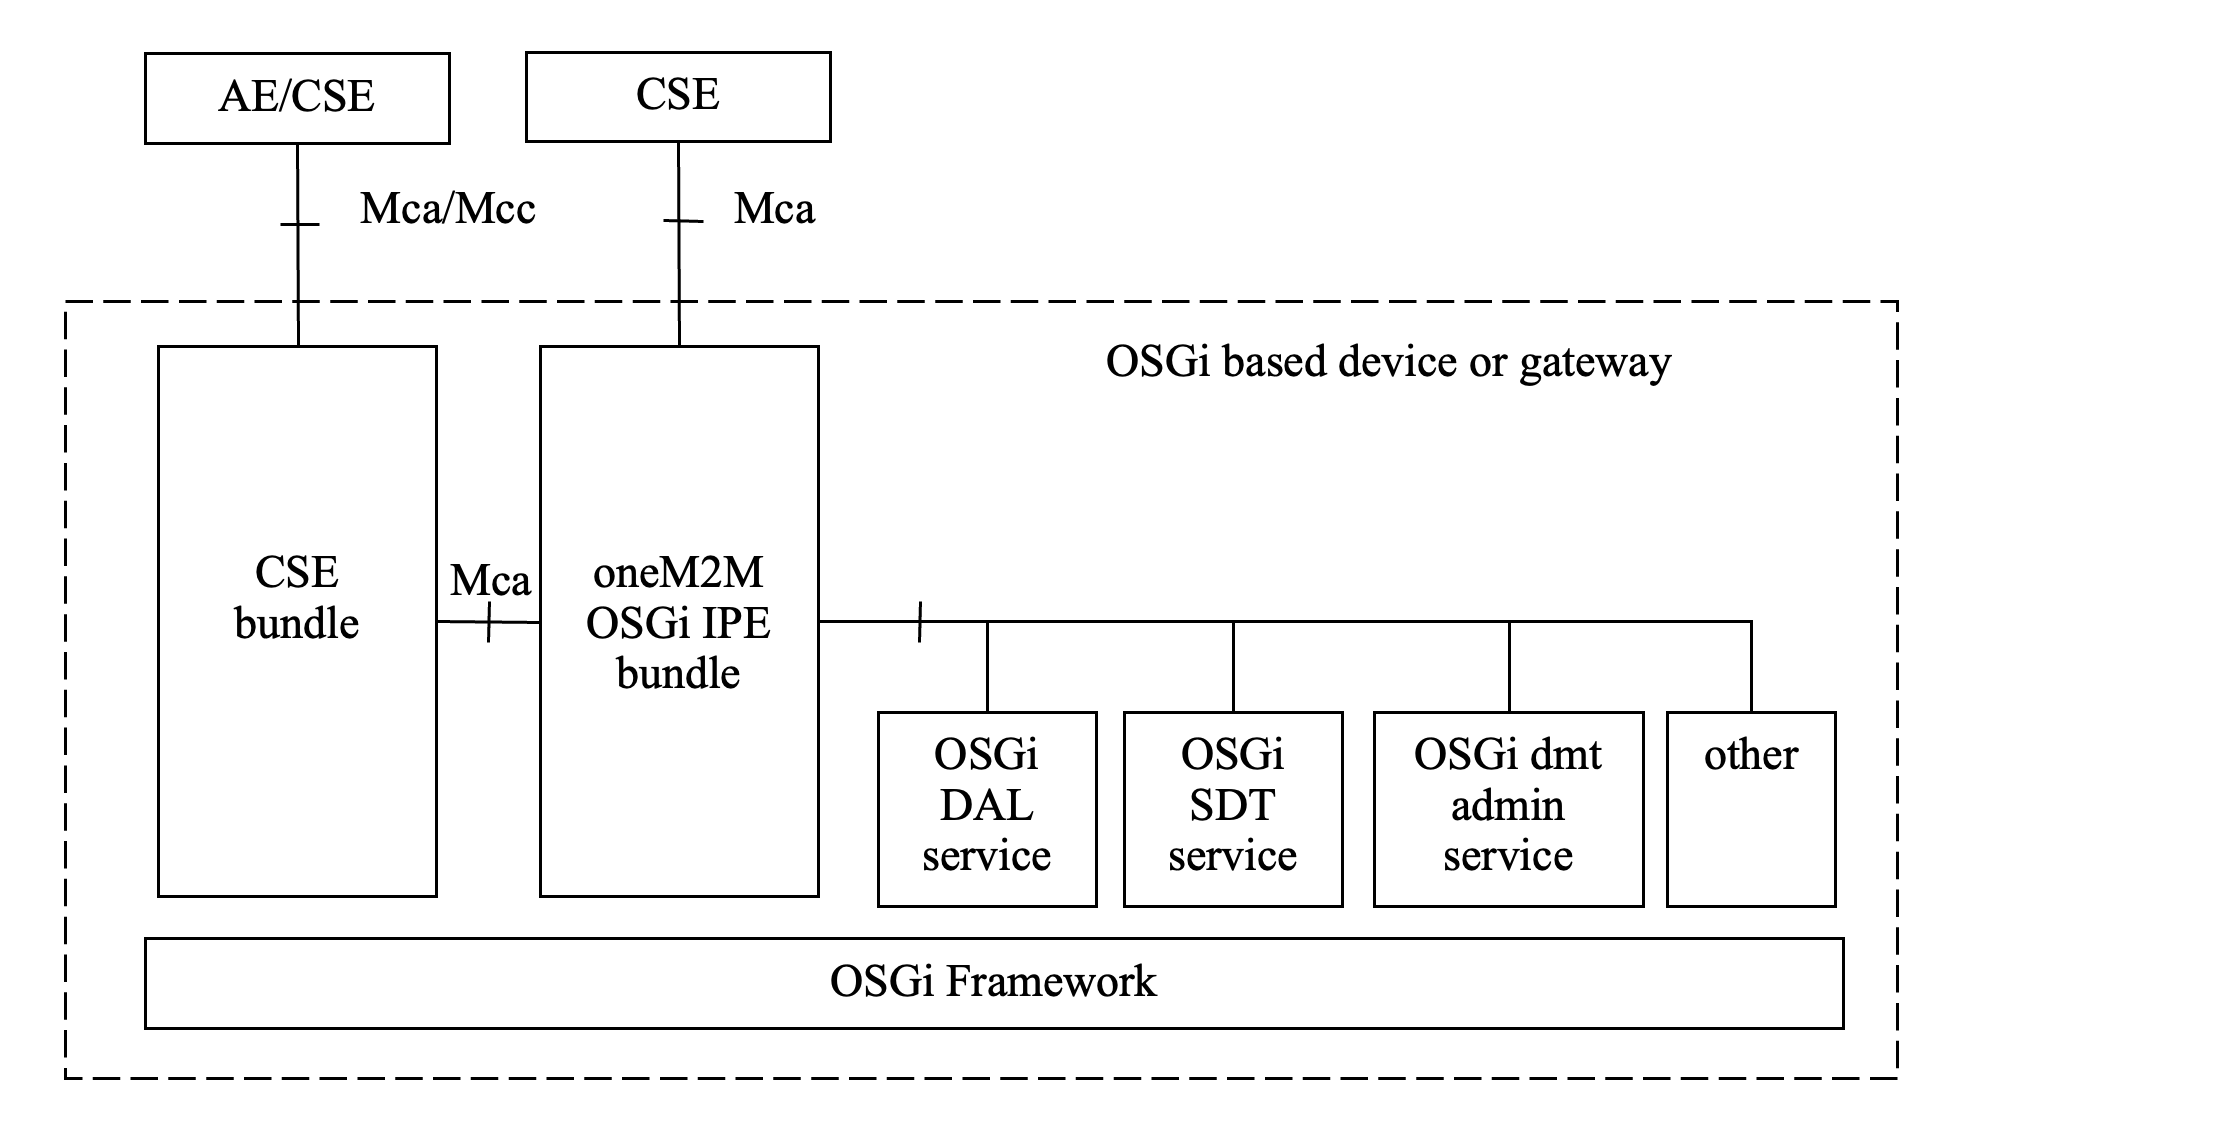 AE/CSE
CSE
Mca/Mcc
Mca
OSGi based device or gateway
CSE
bundle
Mca
oneM2M
OSGi IPE
bundle
OSGi
DAL
service
OSGi
SDT
service
OSGi dmt
admin
service
other
OSGi Framework